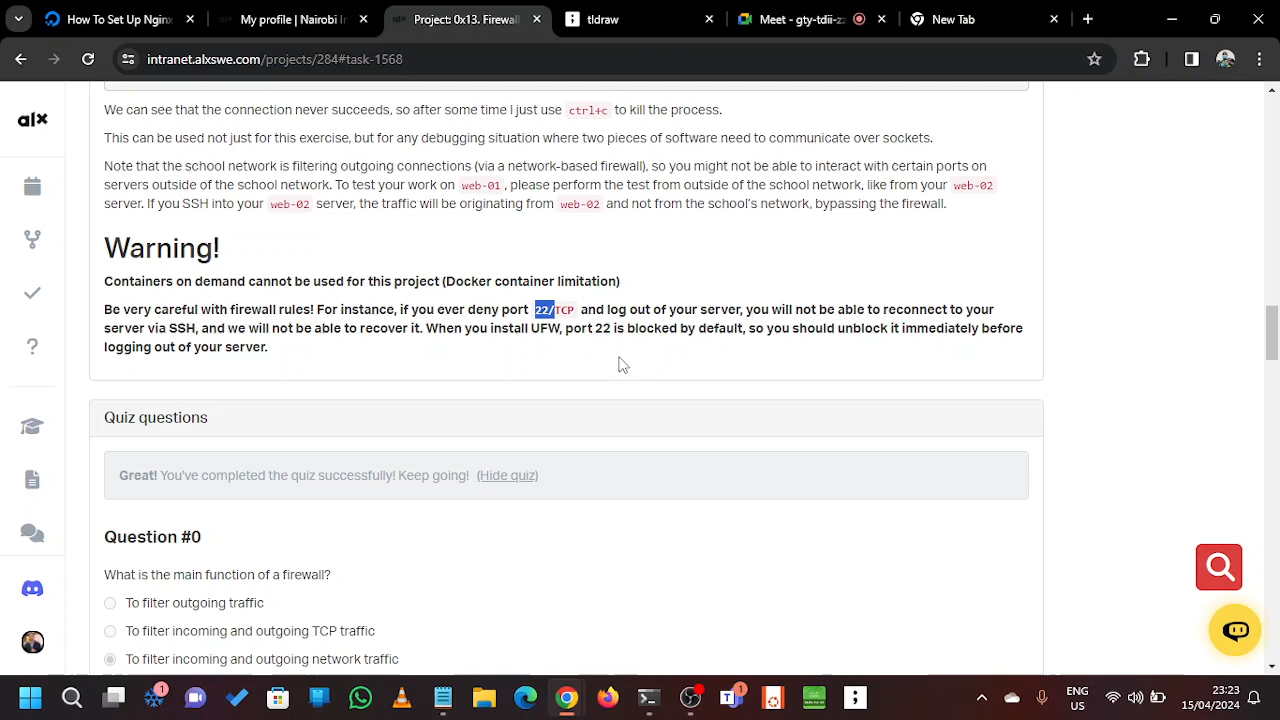 How To Set Up Nginx
My profile | Nairobi In
Project: 0x13. Firewall
tldraw
Meet - gty-tdii-zz
New Tab
intranet.alxswe.com/projects/284#task-1568
alx
We can see that the connection never succeeds, so after some time I just use ctrl+c to kill the process.
This can be used not just for this exercise, but for any debugging situation where two pieces of software need to communicate over sockets.
Note that the school network is filtering outgoing connections (via a network-based firewall), so you might not be able to interact with certain ports on
servers outside of the school network. To test your work on web-01, please perform the test from outside of the school network, like from your web-02
server. If you SSH into your web-02 server, the traffic will be originating from web-02 and not from the school's network, bypassing the firewall.
Warning!
Containers on demand cannot be used for this project (Docker container limitation)
Be very careful with firewall rules! For instance, if you ever deny port 22/TCP and log out of your server, you will not be able to reconnect to your
server via SSH, and we will not be able to recover it. When you install UFW, port 22 is blocked by default, so you should unblock it immediately before
logging out of your server.
Quiz questions
Great! You've completed the quiz successfully! Keep going! (Hide quiz)
Question #0
What is the main function of a firewall?
To filter outgoing traffic
To filter incoming and outgoing TCP traffic
To filter incoming and outgoing network traffic
1
1
ENG
US
23:23
15/04/2024